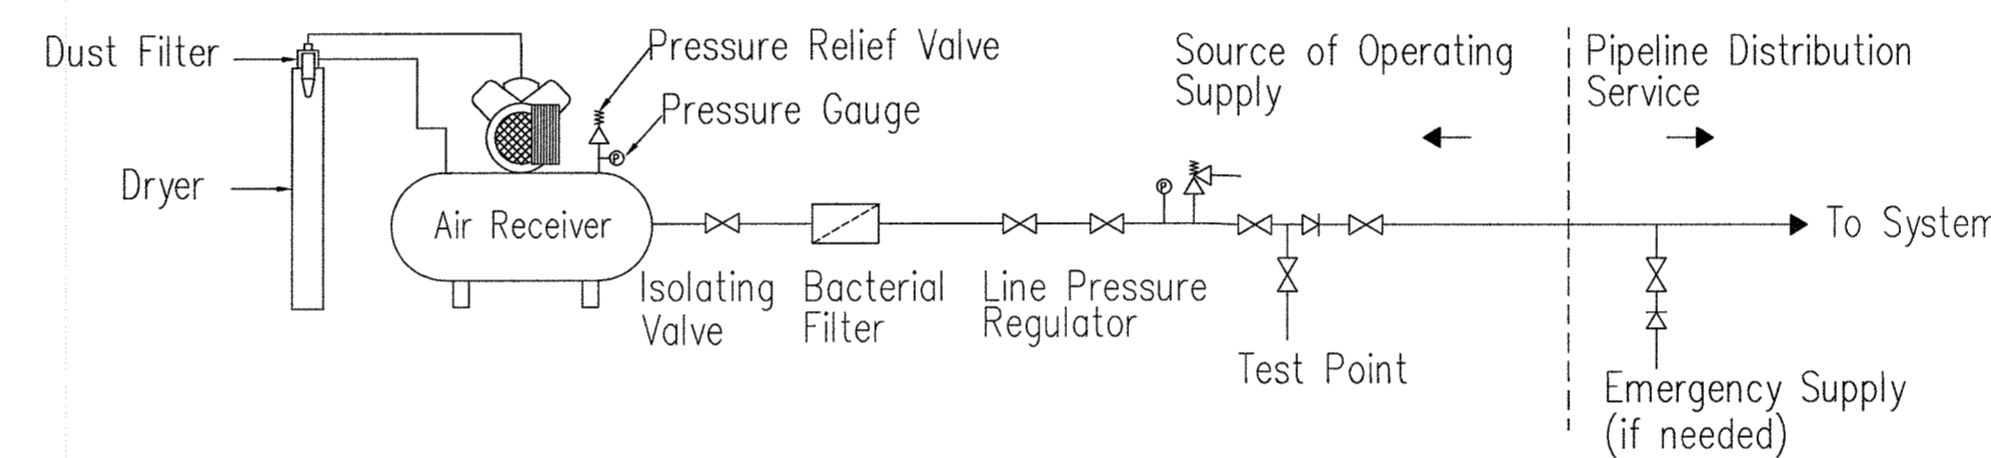 Dust Filter
Pressure Relief Valve
Source of Operating
Supply
Pipeline Distribution
Service
Pressure Gauge
P
Dryer
P
Air Receiver
To System
Isolating
Valve
Bacterial
Filter
Line Pressure
Regulator
Test Point
Emergency Supply
(if needed)